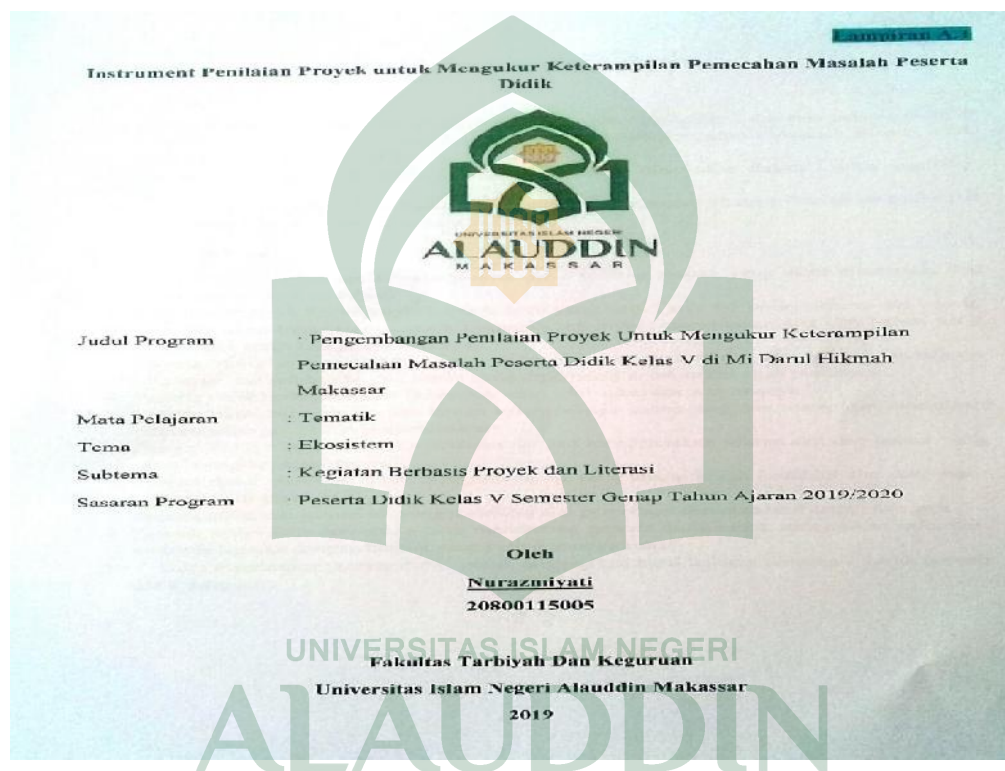 Lampiran A.1
Instrument Penilaian Proyek untuk Mengukur Keterampilan Pemecahan Masalah Peserta
Didik
UNIVERSITAS ISLAM NEGERI
ALAUDDIN
MAKASSAR
Judul Program : Pengembangan Penilaian Proyek Untuk Mengukur Keterampilan
Pemecahan Masalah Peserta Didik Kelas V di Mi Darul Hikmah
Makassar
Mata Pelajaran : Tematik
Tema : Ekosistem
Subtema : Kegiatan Berbasis Proyek dan Literasi
Sasaran Program : Peserta Didik Kelas V Semester Genap Tahun Ajaran 2019/2020
Oleh
Nurazmiyati
20800115005
UNIVERSITAS ISLAM NEGERI
Fakultas Tarbiyah Dan Keguruan
Universitas Islam Negeri Alauddin Makassar
2019
ALAUDDIN